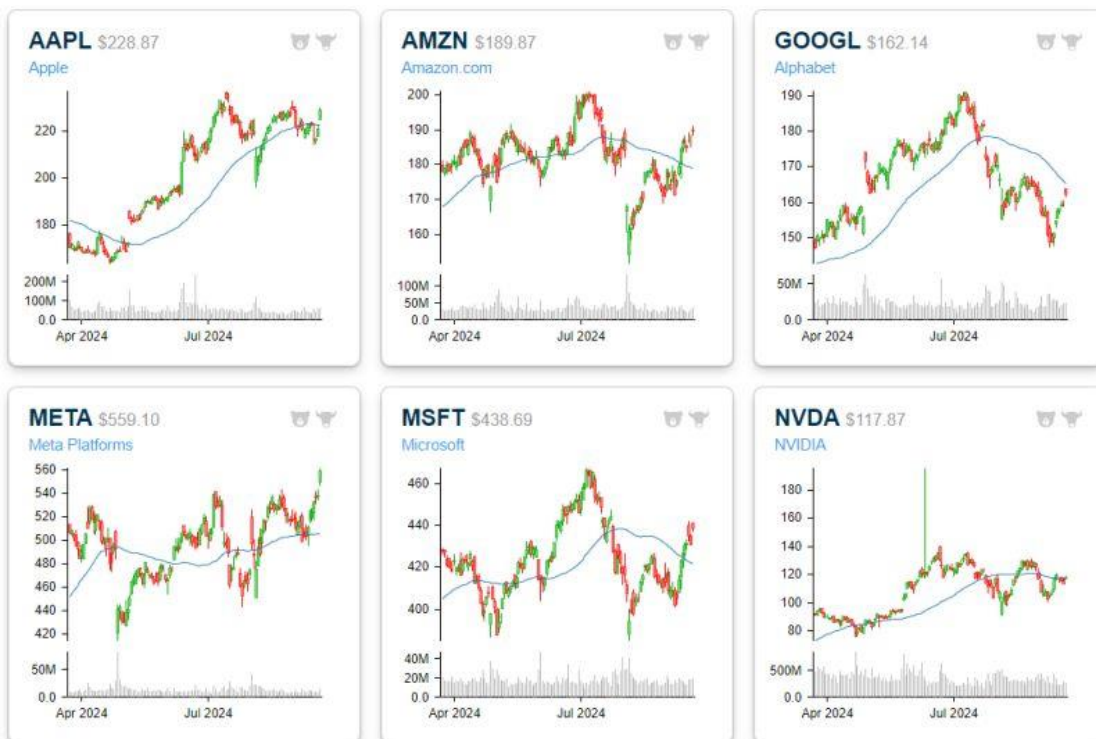 AAPL $228.87
Apple
220
200
180
200M
100M
0.0
Apr 2024 Jul 2024
AMZN $189.87
Amazon.com
200
190
180
170
160
100M
50M
0.0
Apr 2024 Jul 2024
GOOGL $162.14
Alphabet
190
180
170
160
150
50M
0.0
Apr 2024 Jul 2024
META $559.10
Meta Platforms
560
540
520
500
480
460
440
420
50M
0.0
Apr 2024 Jul 2024
MSFT $438.69
Microsoft
460
440
420
400
40M
20M
0.0
Apr 2024 Jul 2024
NVDA $117.87
NVIDIA
180
160
140
120
100
80
500M
0.0
Apr 2024 Jul 2024